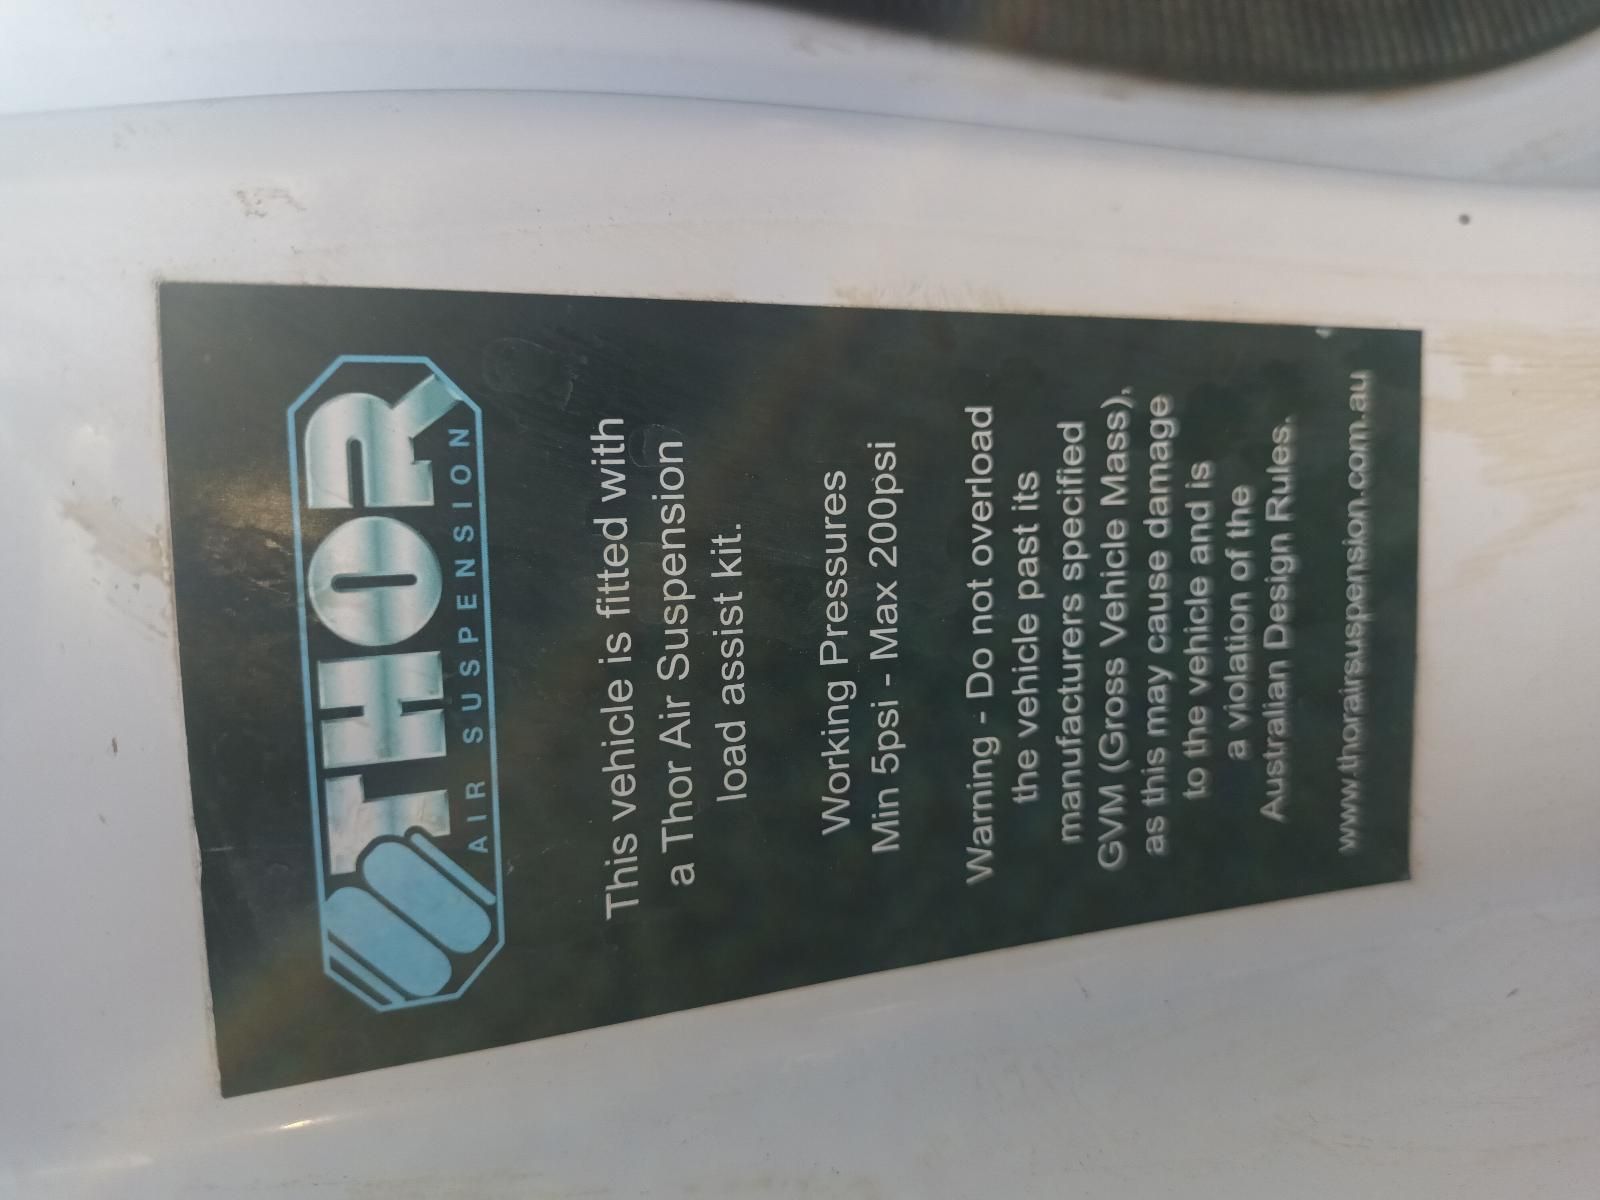 THOR
AIR SUSPENSION
This vehicle is fitted with
a Thor Air Suspension
load assist kit.
Working Pressures
Min 5psi - Max 200psi
Warning - Do not overload
the vehicle past its
manufacturers specified
GVM (Gross Vehicle Mass),
as this may cause damage
to the vehicle and is
a violation of the
Australian Design Rules.
www.thorairsuspension.com.au